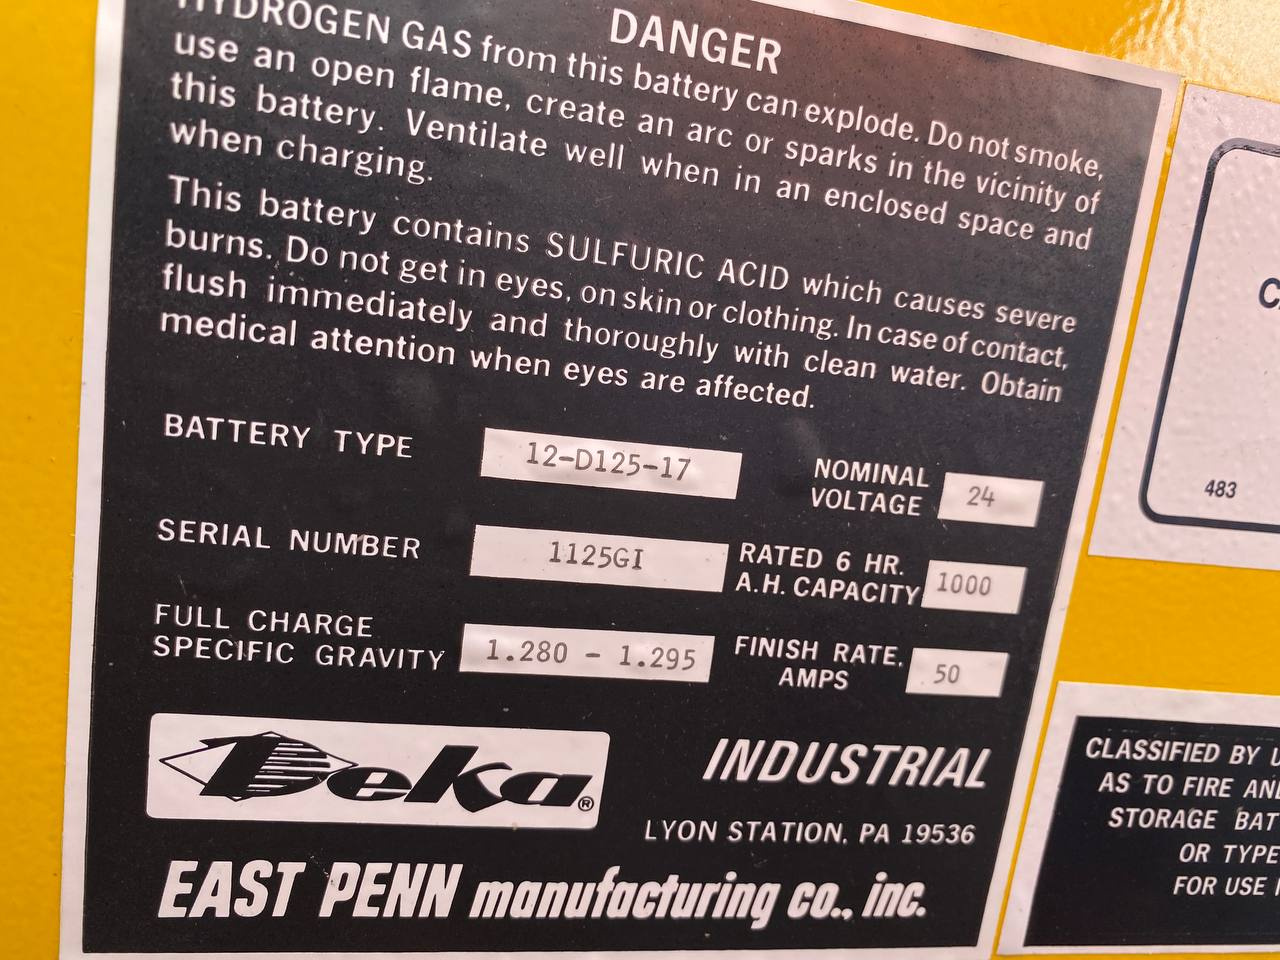 DANGER
HYDROGEN GAS from this battery can explode. Do not smoke,
use an open flame, create an arc or sparks in the vicinity of
this battery. Ventilate well when in an enclosed space and
when charging.
This battery contains SULFURIC ACID which causes severe
burns. Do not get in eyes, on skin or clothing. In case of contact,
flush immediately and thoroughly with clean water. Obtain
medical attention when eyes are affected.
BATTERY TYPE 12-D125-17
NOMINAL
VOLTAGE 24
SERIAL NUMBER 1125GI
RATED 6 HR.
A.H. CAPACITY 1000
FULL CHARGE
SPECIFIC GRAVITY 1.280 - 1.295
FINISH RATE,
AMPS 50
Deka®
INDUSTRIAL
LYON STATION, PA 19536
EAST PENN manufacturing co., inc.
483
CLASSIFIED BY U
AS TO FIRE AN
STORAGE BAT
OR TYPE
FOR USE